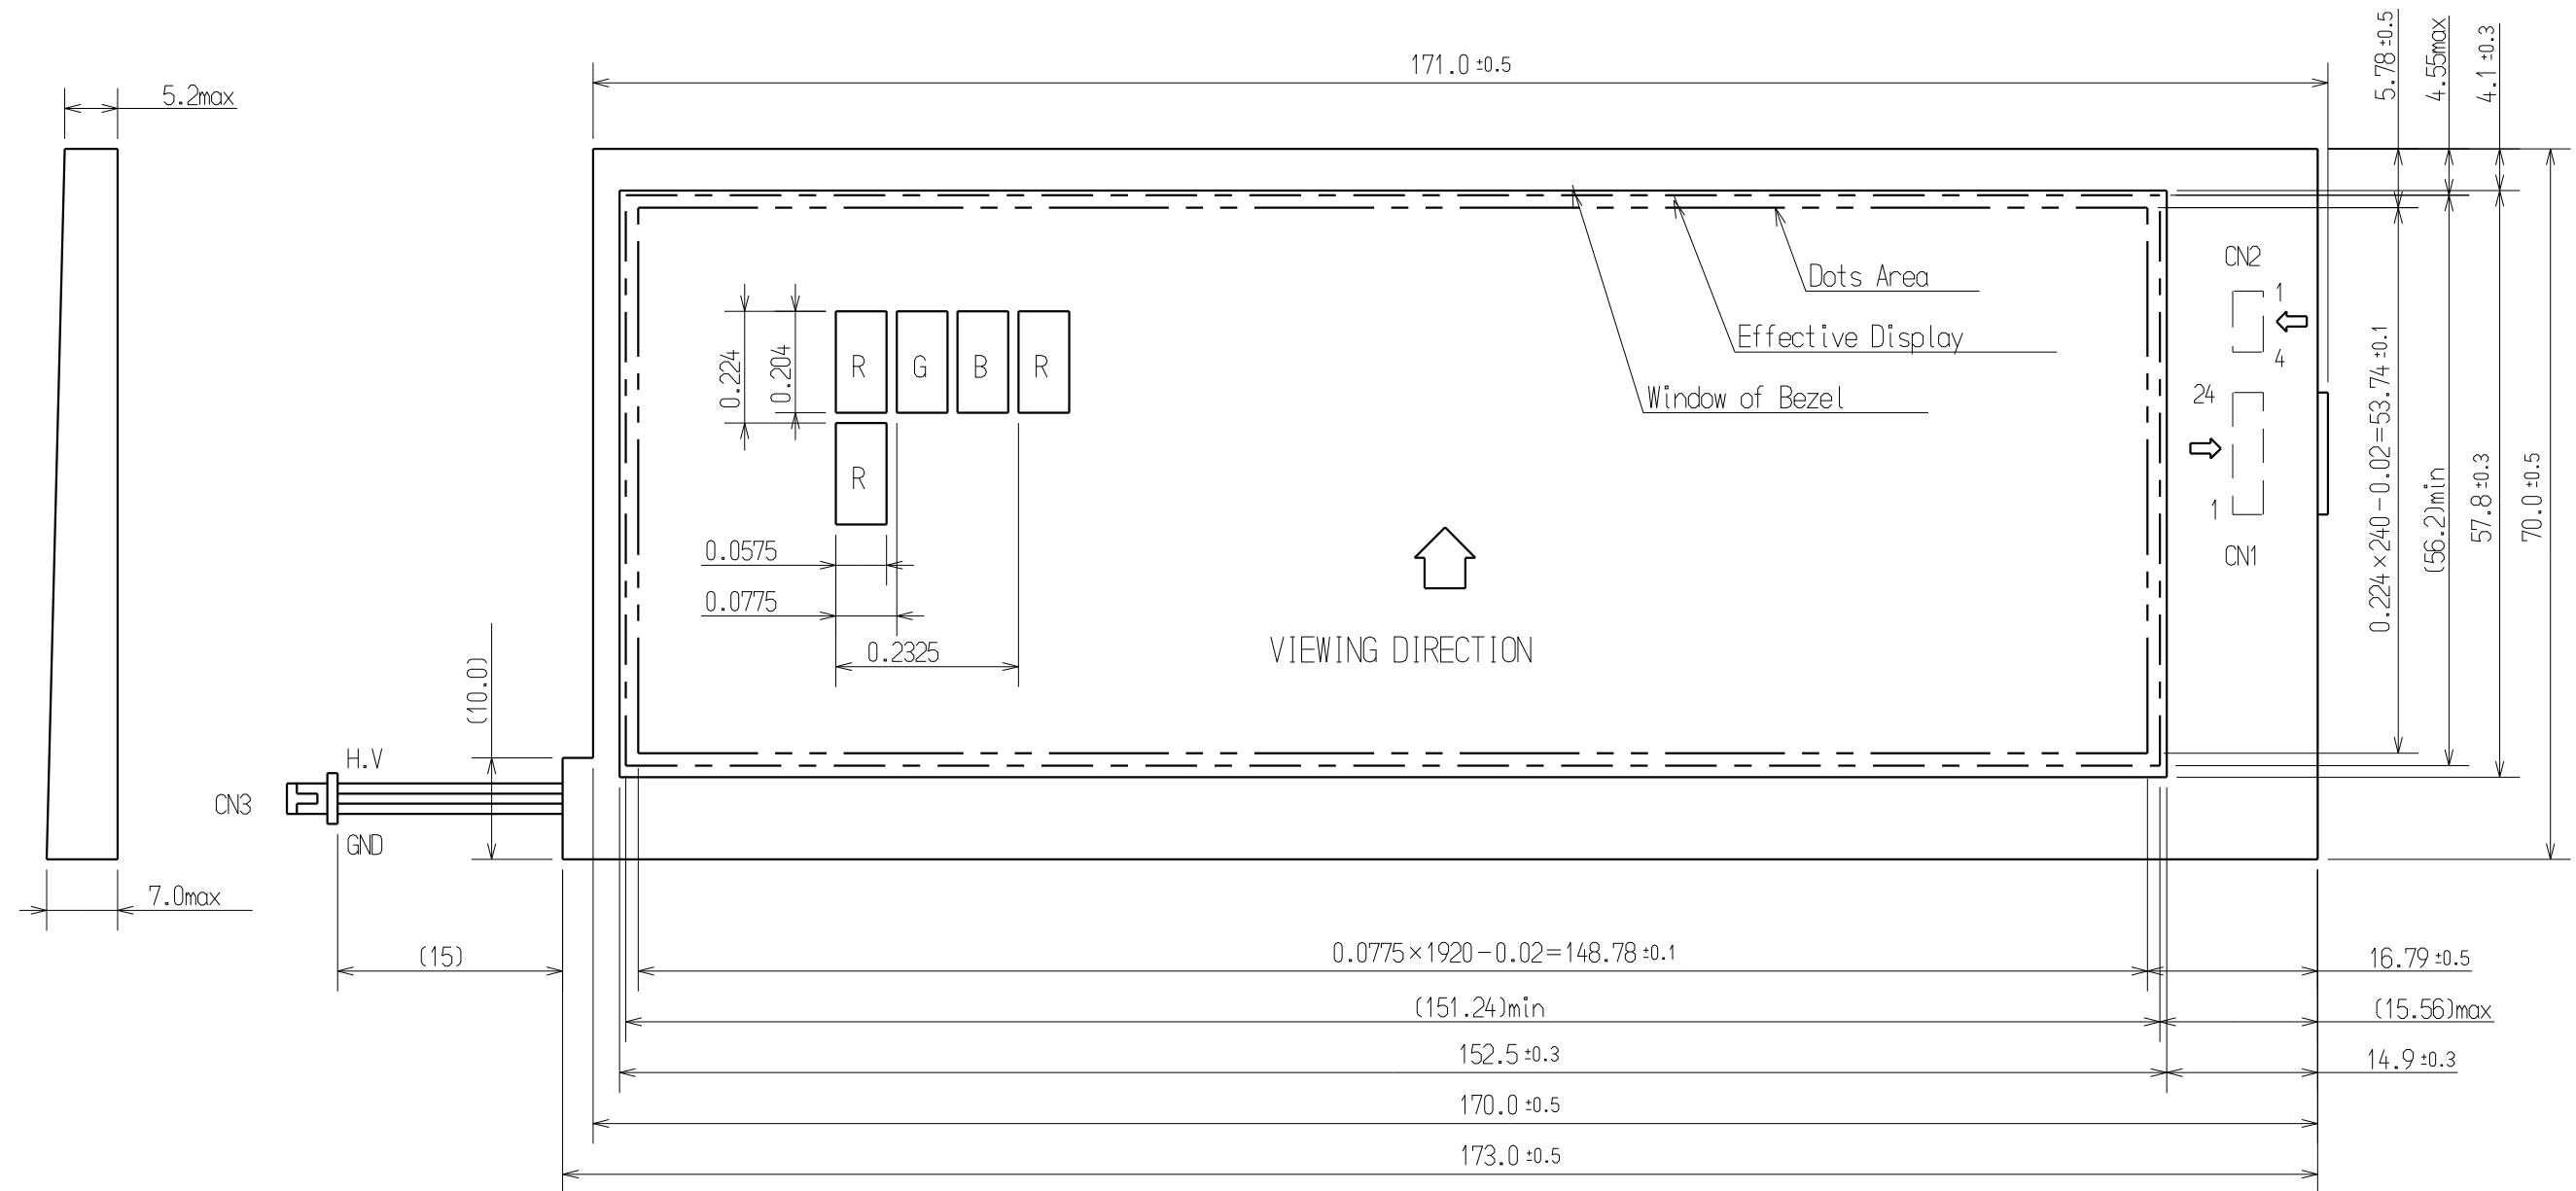 171.0 ±0.5
5.2max
5.78 ±0.5
4.55max
4.1 ±0.3
CN2
1
4
24
1
CN1
Dots Area
Effective Display
Window of Bezel
R
G
B
R
R
0.224
0.204
0.0575
0.0775
0.2325
VIEWING DIRECTION
0.224×240-0.02=53.74 ±0.1
(56.2)min
57.8 ±0.3
70.0 ±0.5
(10.0)
H.V
CN3
GND
7.0max
(15)
0.0775×1920-0.02=148.78 ±0.1
16.79 ±0.5
(151.24)min
(15.56)max
152.5 ±0.3
14.9 ±0.3
170.0 ±0.5
173.0 ±0.5